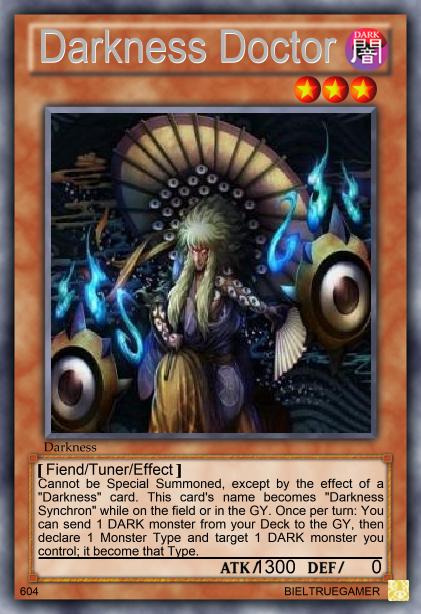 Darkness Doctor
DARK
闇
Darkness
[ Fiend/Tuner/Effect ]
Cannot be Special Summoned, except by the effect of a
"Darkness" card. This card's name becomes "Darkness
Synchron" while on the field or in the GY. Once per turn: You
can send 1 DARK monster from your Deck to the GY, then
declare 1 Monster Type and target 1 DARK monster you
control; it become that Type.
ATK/1300 DEF/ 0
604 BIELTRUEGAMER